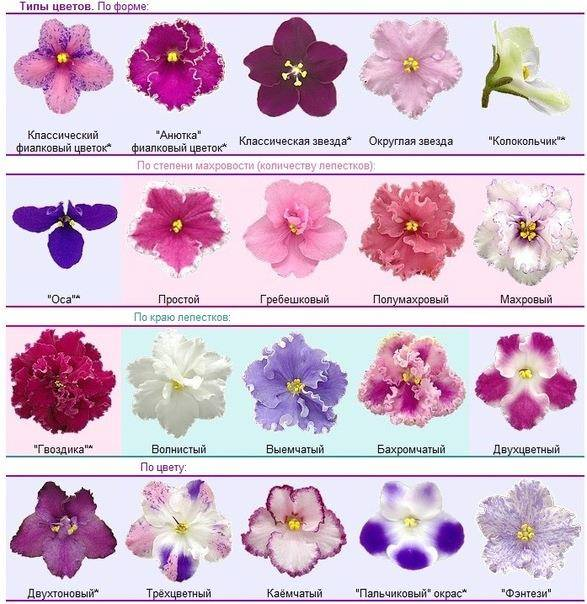 Типы цветов. По форме:
Классический фиалковый цветок*
"Анютка" фиалковый цветок*
Классическая звезда*
Округлая звезда
"Колокольчик"*
По степени махровости (количеству лепестков):
"Оса"*
Простой
Гребешковый
Полумахровый
Махровый
По краю лепестков:
"Гвоздика"*
Волнистый
Выемчатый
Бахромчатый
Двухцветный
По цвету:
Двухтоновый*
Трёхцветный
Каёмчатый
"Пальчиковый" окрас*
"Фэнтези"